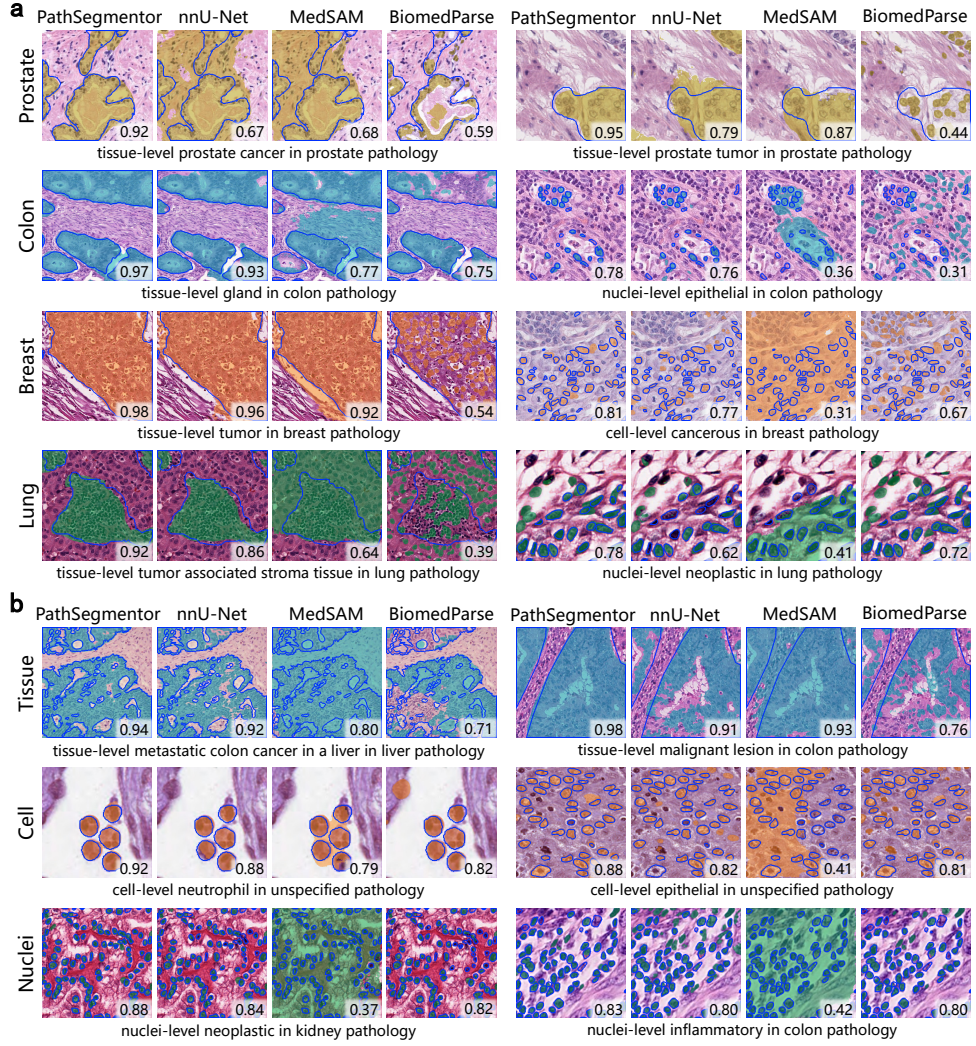 a
PathSegmentor nnU-Net MedSAM BiomedParse PathSegmentor nnU-Net MedSAM BiomedParse
Prostate
0.92 0.67 0.68 0.59 0.95 0.79 0.87 0.44
tissue-level prostate cancer in prostate pathology tissue-level prostate tumor in prostate pathology
Colon
0.97 0.93 0.77 0.75 0.78 0.76 0.36 0.31
tissue-level gland in colon pathology nuclei-level epithelial in colon pathology
Breast
0.98 0.96 0.92 0.54 0.81 0.77 0.31 0.67
tissue-level tumor in breast pathology cell-level cancerous in breast pathology
Lung
0.92 0.86 0.64 0.39 0.78 0.62 0.41 0.72
tissue-level tumor associated stroma tissue in lung pathology nuclei-level neoplastic in lung pathology
b
PathSegmentor nnU-Net MedSAM BiomedParse PathSegmentor nnU-Net MedSAM BiomedParse
Tissue
0.94 0.92 0.80 0.71 0.98 0.91 0.93 0.76
tissue-level metastatic colon cancer in a liver in liver pathology tissue-level malignant lesion in colon pathology
Cell
0.92 0.88 0.79 0.82 0.88 0.82 0.41 0.81
cell-level neutrophil in unspecified pathology cell-level epithelial in unspecified pathology
Nuclei
0.88 0.84 0.37 0.82 0.83 0.80 0.42 0.80
nuclei-level neoplastic in kidney pathology nuclei-level inflammatory in colon pathology